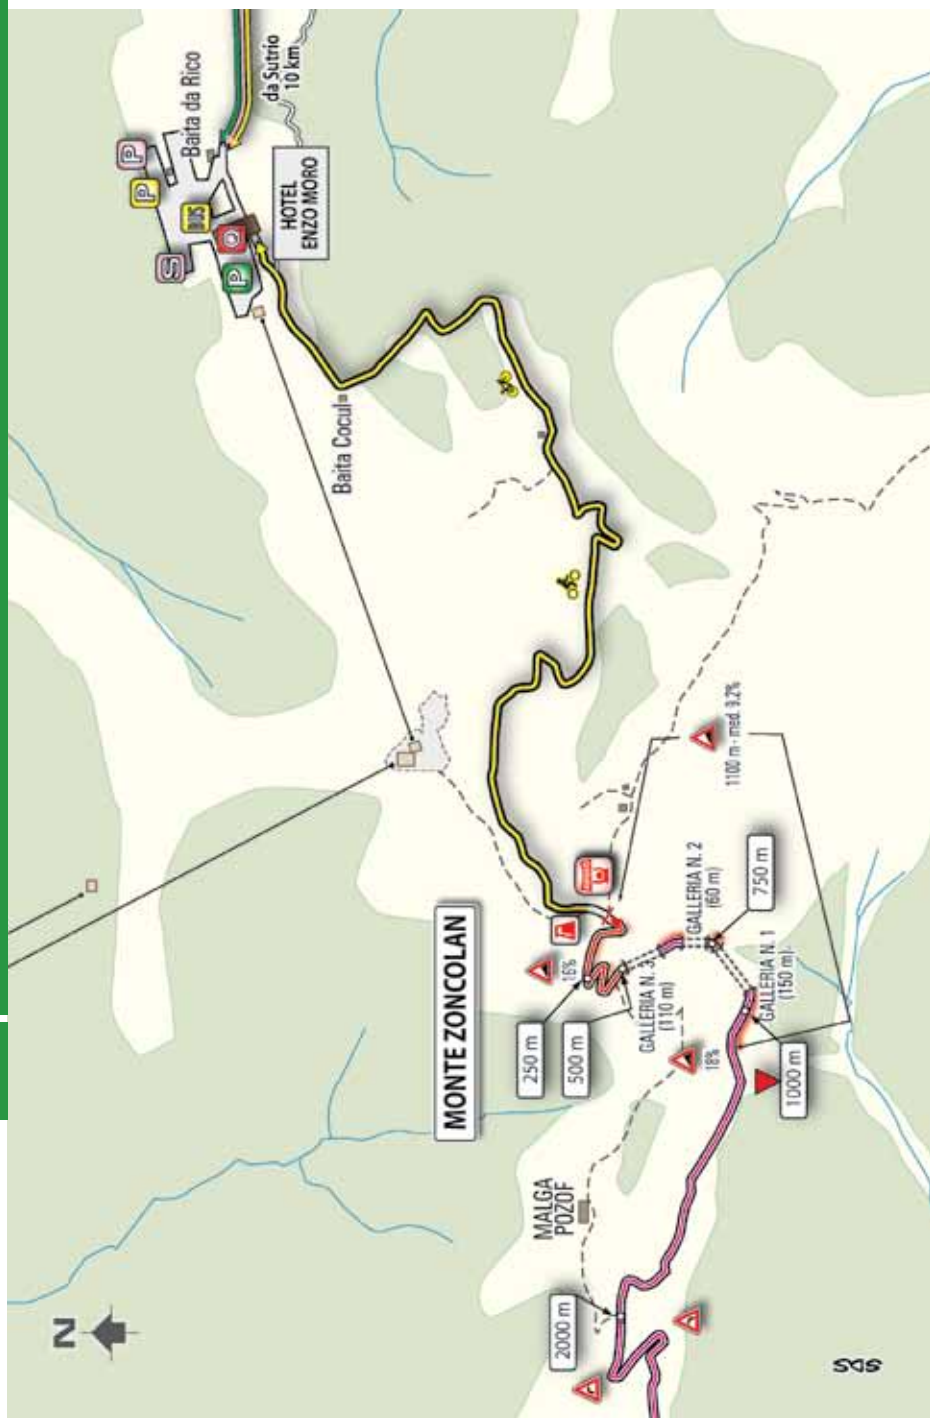 da Sutrio
10 km
Baita da Rico
P
P
BUS
S
P
HOTEL
ENZO MORO
Baita Cocul
1100 m - med. 9,2%
MONTE ZONCOLAN
16%
250 m
500 m
GALLERIA N. 3
(110 m)
GALLERIA N. 2
(60 m)
750 m
GALLERIA N. 1
(150 m)
18%
1000 m
MALGA
POZOF
2000 m
N
SDS